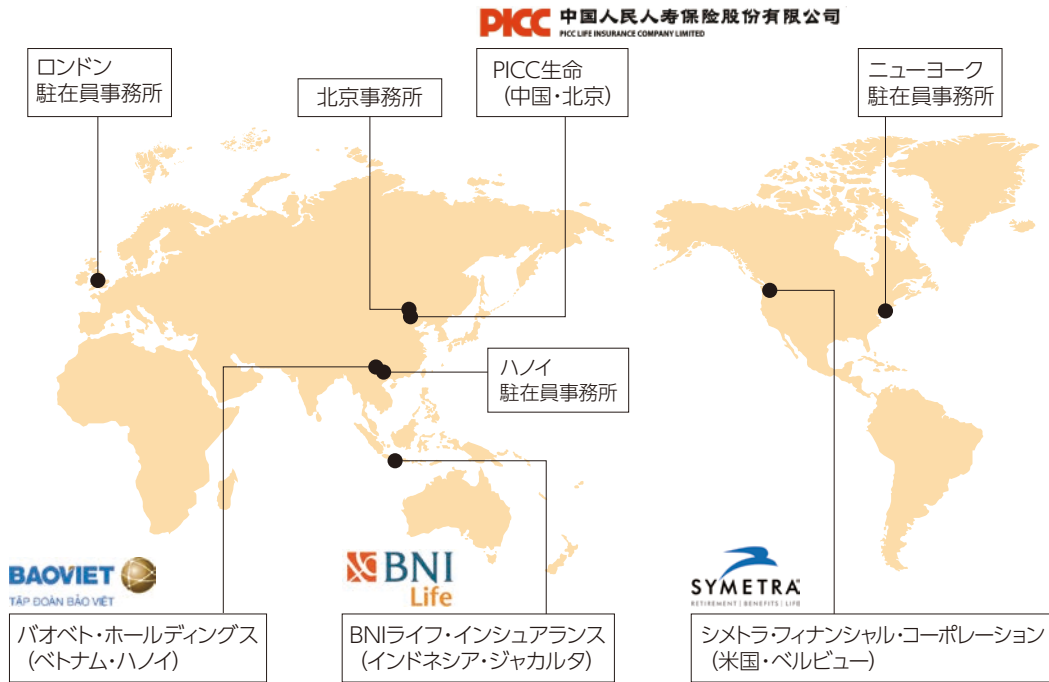 PICC 中国人民人寿保险股份有限公司
PICC LIFE INSURANCE COMPANY LIMITED
ロンドン
駐在員事務所
北京事務所
PICC生命
(中国・北京)
ニューヨーク
駐在員事務所
ハノイ
駐在員事務所
BAOVIET
TẬP ĐOÀN BẢO VIỆT
バオベト・ホールディングス
(ベトナム・ハノイ)
BNI
Life
BNIライフ・インシュアランス
(インドネシア・ジャカルタ)
SYMETRA
RETIREMENT | BENEFITS | LIFE
シメトラ・フィナンシャル・コーポレーション
(米国・ベルビュー)